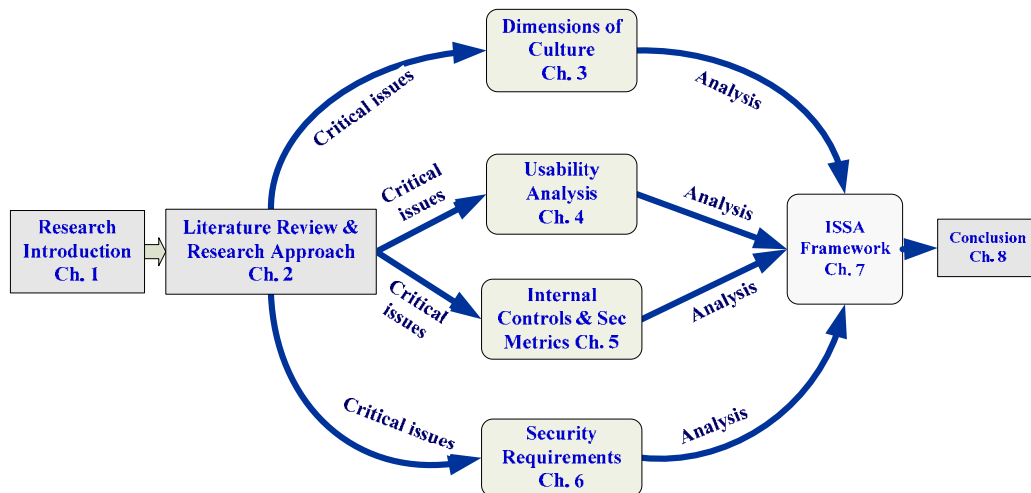 Research
Introduction
Ch. 1
Literature Review &
Research Approach
Ch. 2
Critical issues
Dimensions of
Culture
Ch. 3
Analysis
Critical
issues
Usability
Analysis
Ch. 4
Analysis
Critical
issues
Internal
Controls & Sec
Metrics Ch. 5
Analysis
Critical issues
Security
Requirements
Ch. 6
Analysis
ISSA
Framework
Ch. 7
Conclusion
Ch. 8